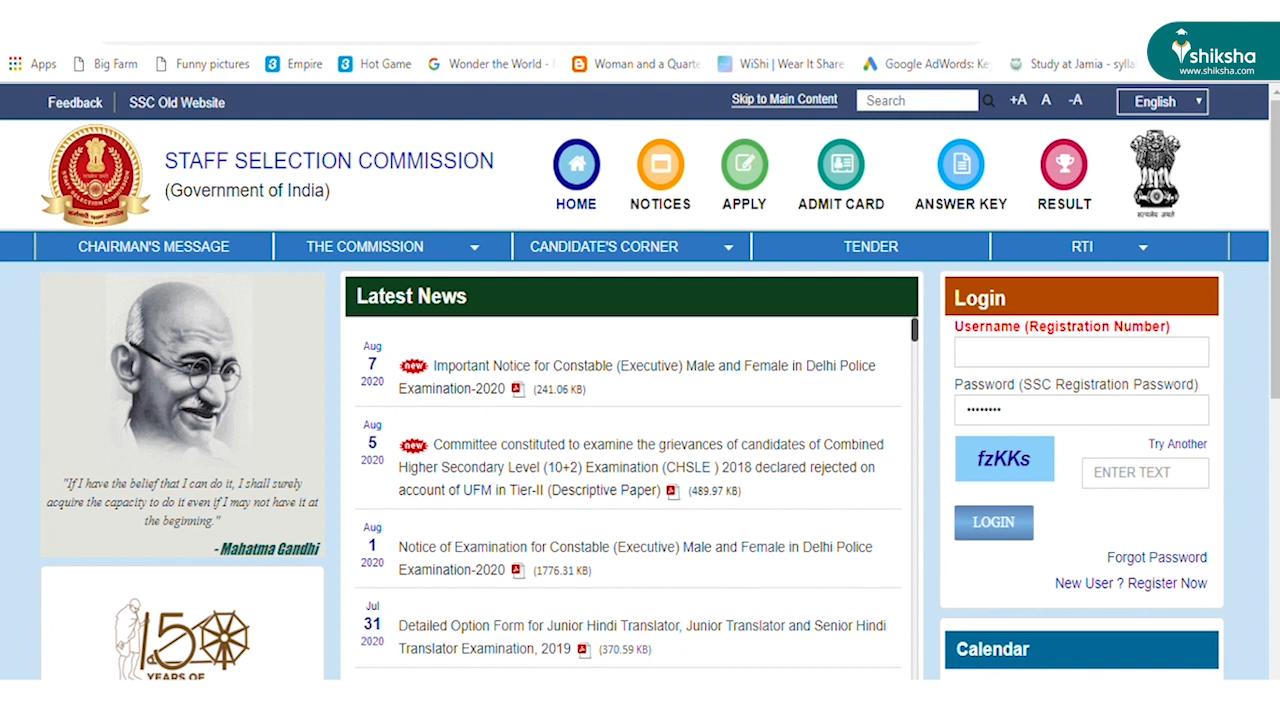 shiksha
www.shiksha.com
Apps Big Farm Funny pictures Empire Hot Game Wonder the World - Woman and a Quarte WiShi | Wear It Share Google AdWords: Ke Study at Jamia - sylla
Feedback SSC Old Website Skip to Main Content Search +A A -A English
STAFF SELECTION COMMISSION
(Government of India)
HOME NOTICES APPLY ADMIT CARD ANSWER KEY RESULT
सत्यमेव जयते
CHAIRMAN'S MESSAGE THE COMMISSION CANDIDATE'S CORNER TENDER RTI
"If I have the belief that I can do it, I shall surely
acquire the capacity to do it even if I may not have it at
the beginning."
- Mahatma Gandhi
150
YEARS OF
Latest News
Aug
7
2020
new Important Notice for Constable (Executive) Male and Female in Delhi Police
Examination-2020 (241.06 KB)
Aug
5
2020
new Committee constituted to examine the grievances of candidates of Combined
Higher Secondary Level (10+2) Examination (CHSLE ) 2018 declared rejected on
account of UFM in Tier-II (Descriptive Paper) (489.97 KB)
Aug
1
2020
Notice of Examination for Constable (Executive) Male and Female in Delhi Police
Examination-2020 (1776.31 KB)
Jul
31
2020
Detailed Option Form for Junior Hindi Translator, Junior Translator and Senior Hindi
Translator Examination, 2019 (370.59 KB)
Login
Username (Registration Number)
Password (SSC Registration Password)
••••••••
fzKKs
Try Another
ENTER TEXT
LOGIN
Forgot Password
New User ? Register Now
Calendar